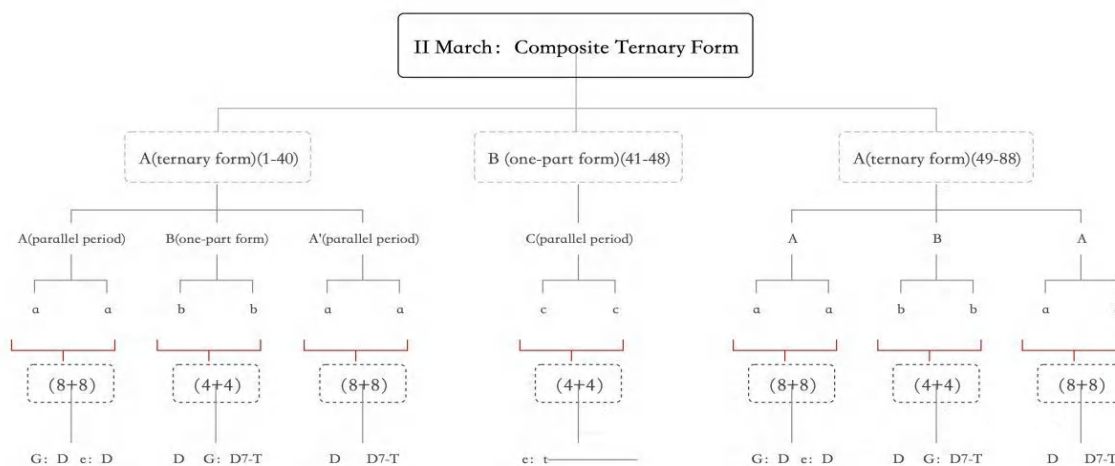 II March: Composite Ternary Form
A(ternary form)(1-40) B (one-part form)(41-48) A(ternary form)(49-88)
A(parallel period) B(one-part form) A'(parallel period) C(parallel period) A B A
a a b b a a c c a a b b a
(8+8) (4+4) (8+8) (4+4) (8+8) (4+4) (8+8)
G: D e: D D G: D7-T D D7-T e: t G: D e: D D G: D7-T D D7-T